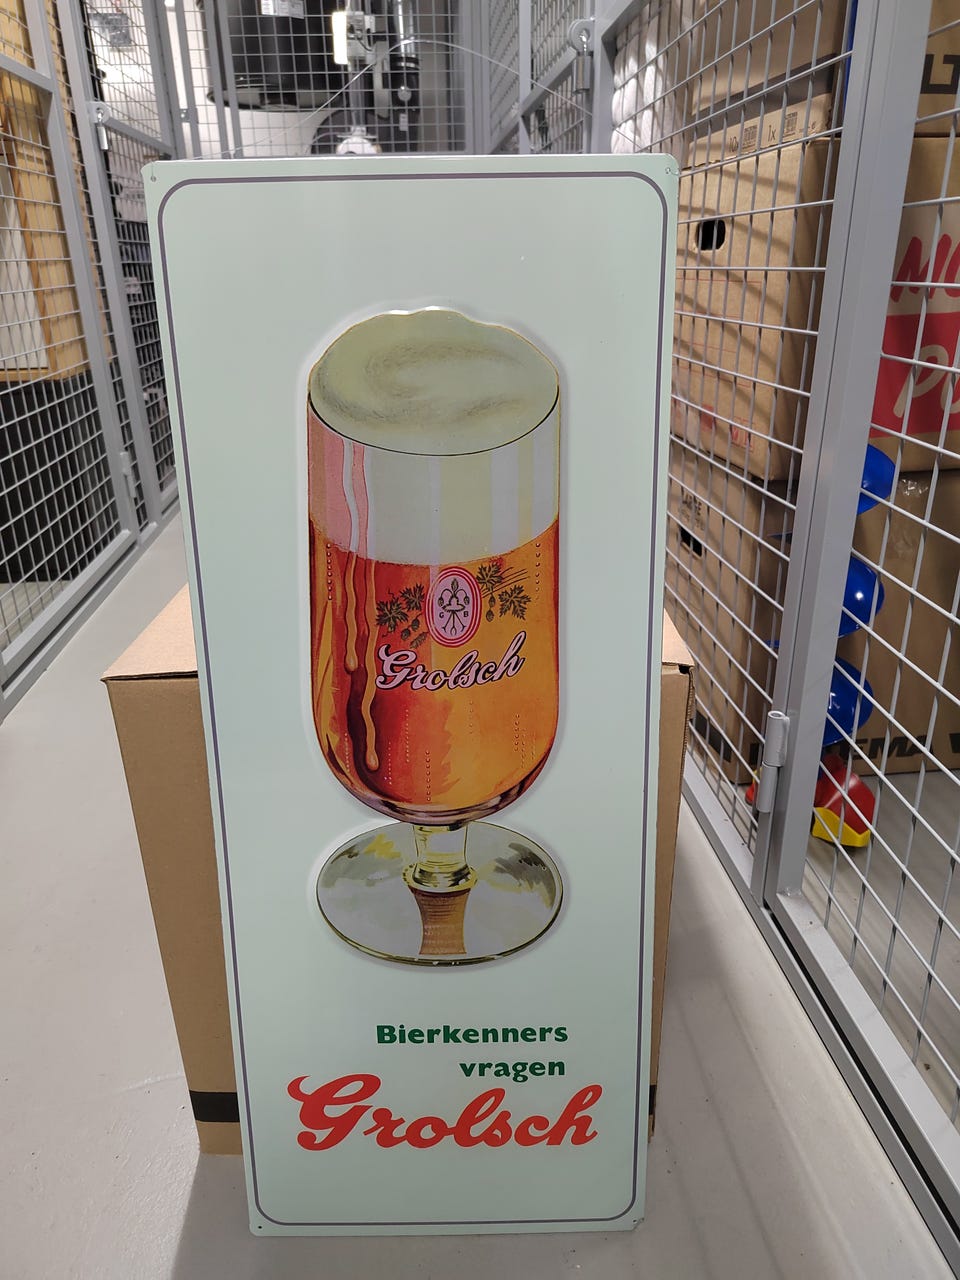 G B
Grolsch
Bierkenners
vragen
Grolsch